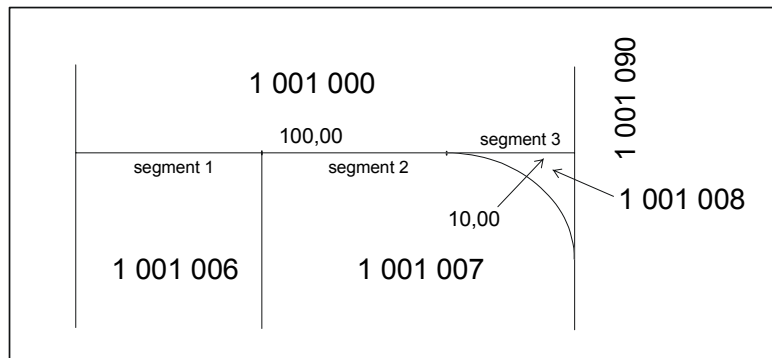 1 001 000
1 001 090
100,00
segment 3
segment 1
segment 2
1 001 008
10,00
1 001 006
1 001 007